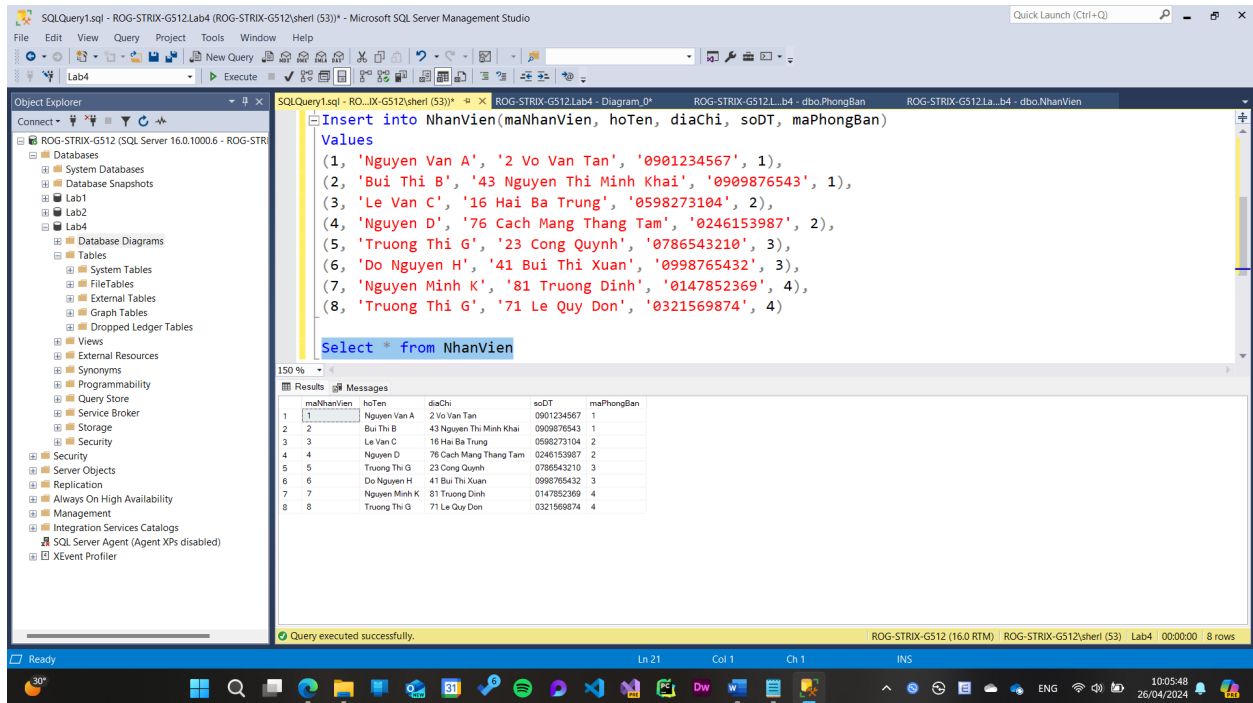 SQLQuery1.sql - ROG-STRIX-G512.Lab4 (ROG-STRIX-G512\sherl (53))* - Microsoft SQL Server Management Studio
Quick Launch (Ctrl+Q)
File Edit View Query Project Tools Window Help
New Query
Lab4 Execute
Object Explorer
Connect
ROG-STRIX-G512 (SQL Server 16.0.1000.6 - ROG-STRI
Databases
System Databases
Database Snapshots
Lab1
Lab2
Lab4
Database Diagrams
Tables
System Tables
FileTables
External Tables
Graph Tables
Dropped Ledger Tables
Views
External Resources
Synonyms
Programmability
Query Store
Service Broker
Storage
Security
Security
Server Objects
Replication
Always On High Availability
Management
Integration Services Catalogs
SQL Server Agent (Agent XPs disabled)
XEvent Profiler
SQLQuery1.sql - RO...IX-G512\sherl (53))* ROG-STRIX-G512.Lab4 - Diagram_0* ROG-STRIX-G512.L...b4 - dbo.PhongBan ROG-STRIX-G512.La...b4 - dbo.NhanVien
Insert into NhanVien(maNhanVien, hoTen, diaChi, soDT, maPhongBan)
Values
(1, 'Nguyen Van A', '2 Vo Van Tan', '0901234567', 1),
(2, 'Bui Thi B', '43 Nguyen Thi Minh Khai', '0909876543', 1),
(3, 'Le Van C', '16 Hai Ba Trung', '0598273104', 2),
(4, 'Nguyen D', '76 Cach Mang Thang Tam', '0246153987', 2),
(5, 'Truong Thi G', '23 Cong Quynh', '0786543210', 3),
(6, 'Do Nguyen H', '41 Bui Thi Xuan', '0998765432', 3),
(7, 'Nguyen Minh K', '81 Truong Dinh', '0147852369', 4),
(8, 'Truong Thi G', '71 Le Quy Don', '0321569874', 4)
Select * from NhanVien
150 %
Results Messages
maNhanVien hoTen diaChi soDT maPhongBan
1 1 Nguyen Van A 2 Vo Van Tan 0901234567 1
2 2 Bui Thi B 43 Nguyen Thi Minh Khai 0909876543 1
3 3 Le Van C 16 Hai Ba Trung 0598273104 2
4 4 Nguyen D 76 Cach Mang Thang Tam 0246153987 2
5 5 Truong Thi G 23 Cong Quynh 0786543210 3
6 6 Do Nguyen H 41 Bui Thi Xuan 0998765432 3
7 7 Nguyen Minh K 81 Truong Dinh 0147852369 4
8 8 Truong Thi G 71 Le Quy Don 0321569874 4
Query executed successfully. ROG-STRIX-G512 (16.0 RTM) ROG-STRIX-G512\sherl (53) Lab4 00:00:00 8 rows
Ready Ln 21 Col 1 Ch 1 INS
30° 31 6 Dw ENG 10:05:48
26/04/2024